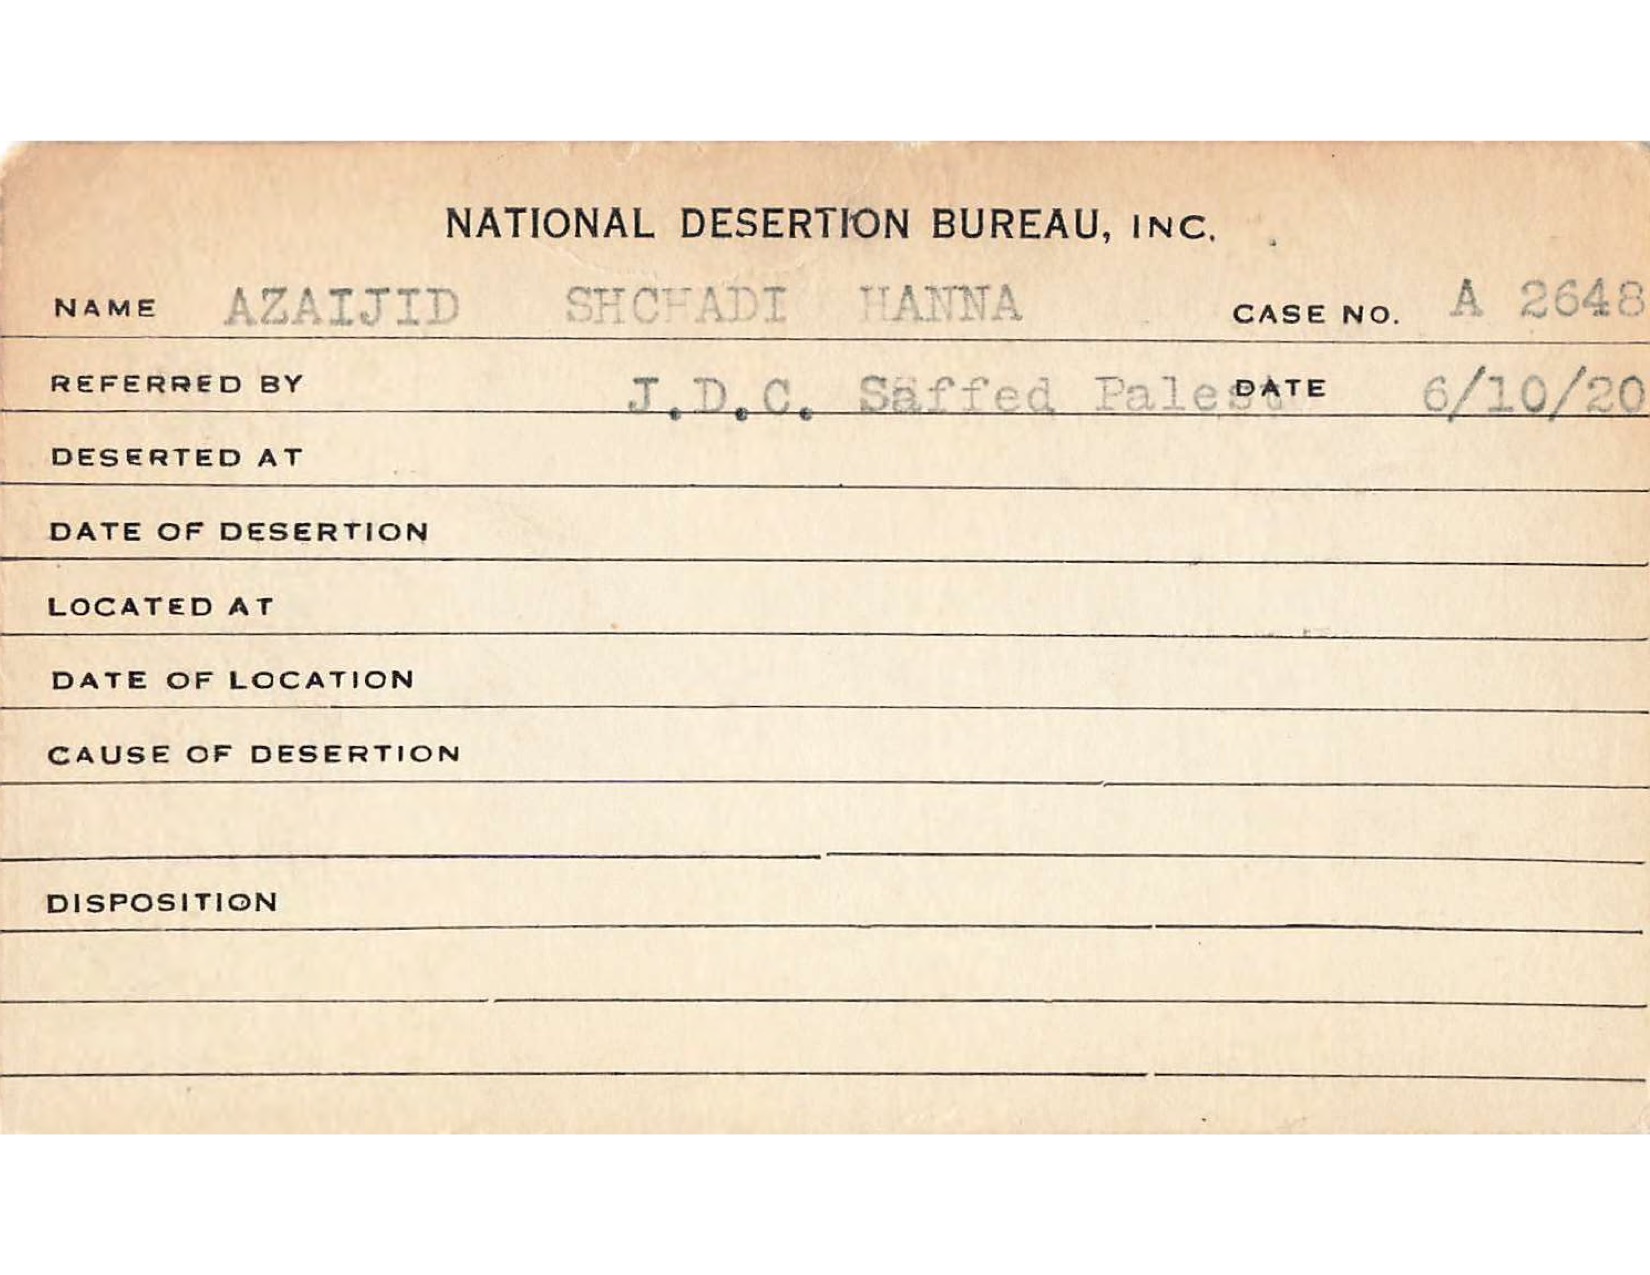 NATIONAL DESERTION BUREAU, INC.
NAME AZAIJID SHCHADI HANNA CASE NO. A 2648
REFERRED BY J.D.C. Saffed Palest DATE 6/10/20
DESERTED AT
DATE OF DESERTION
LOCATED AT
DATE OF LOCATION
CAUSE OF DESERTION
DISPOSITION